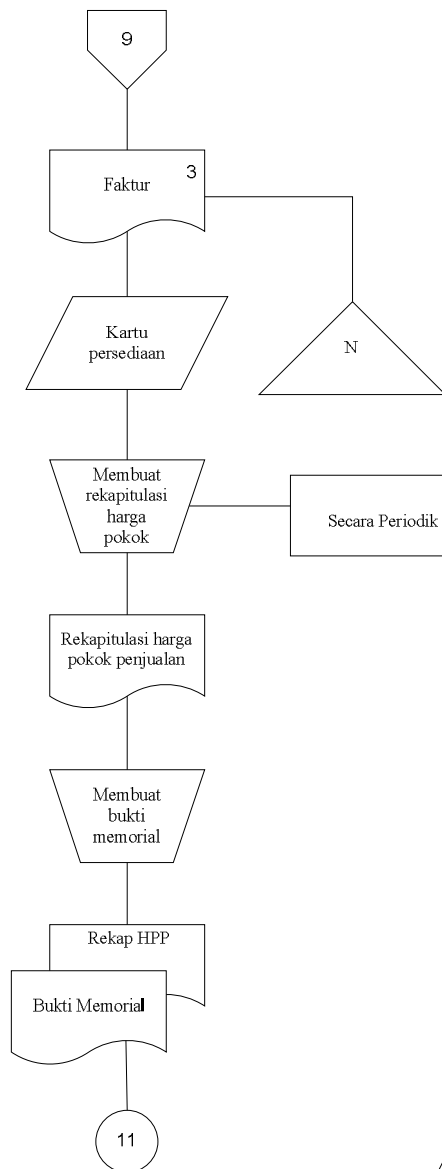 9
3
Faktur
Kartu
persediaan
N
Membuat
rekapitulasi
harga
pokok
Secara Periodik
Rekapitulasi harga
pokok penjualan
Membuat
bukti
memorial
Rekap HPP
Bukti Memorial
11